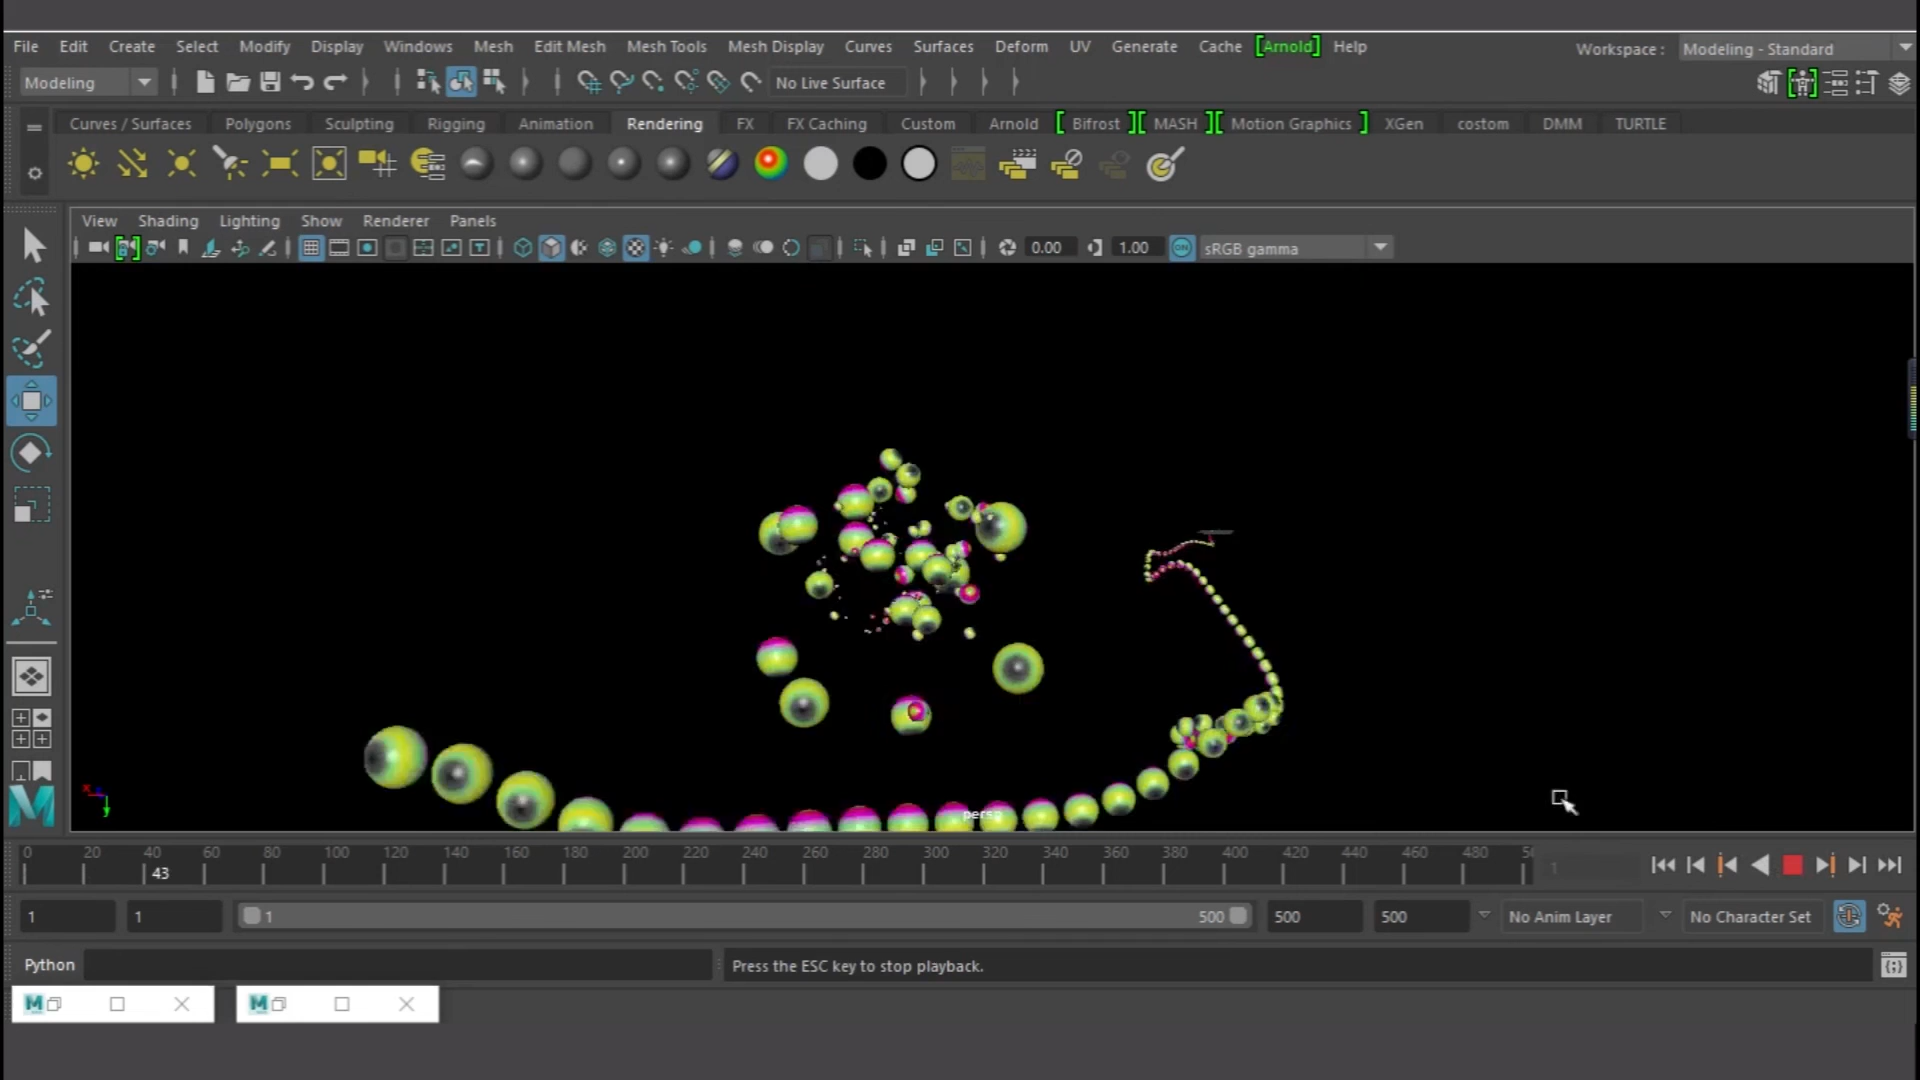 File Edit Create Select Modify Display Windows Mesh Edit Mesh Mesh Tools Mesh Display Curves Surfaces Deform UV Generate Cache [Arnold] Help Workspace : Modeling - Standard
Modeling No Live Surface
Curves / Surfaces Polygons Sculpting Rigging Animation Rendering FX FX Caching Custom Arnold [ Bifrost ][ MASH ][ Motion Graphics ] XGen costom DMM TURTLE
View Shading Lighting Show Renderer Panels
0.00 1.00 ON sRGB gamma
persp
0 20 40 60 80 100 120 140 160 180 200 220 240 260 280 300 320 340 360 380 400 420 440 460 480
43 1
1 1 1 500 500 500 No Anim Layer No Character Set
Python Press the ESC key to stop playback.